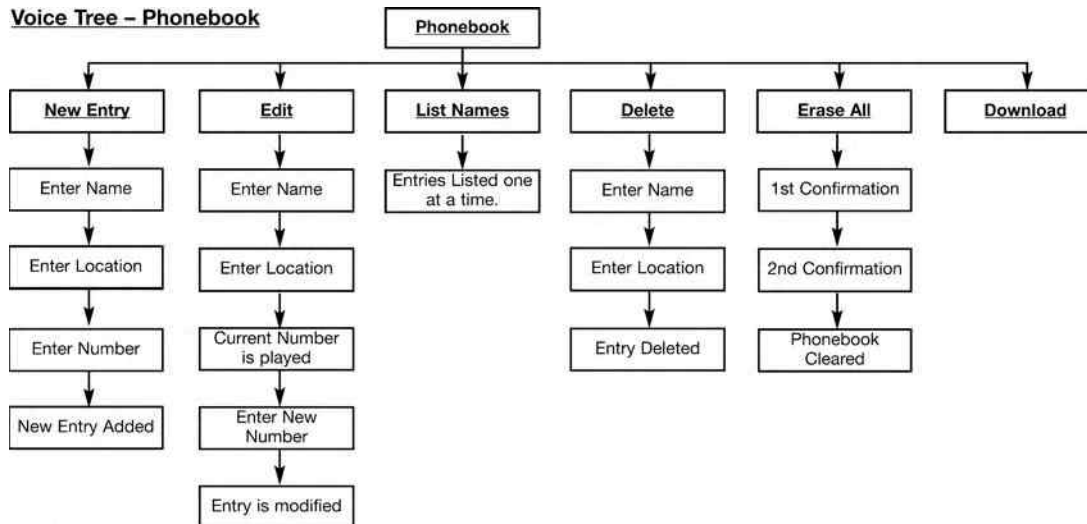 Voice Tree – Phonebook
Phonebook
New Entry
Edit
List Names
Delete
Erase All
Download
Enter Name
Enter Name
Entries Listed one
at a time.
Enter Name
1st Confirmation
Enter Location
Enter Location
Enter Location
2nd Confirmation
Enter Number
Current Number
is played
Entry Deleted
Phonebook
Cleared
New Entry Added
Enter New
Number
Entry is modified